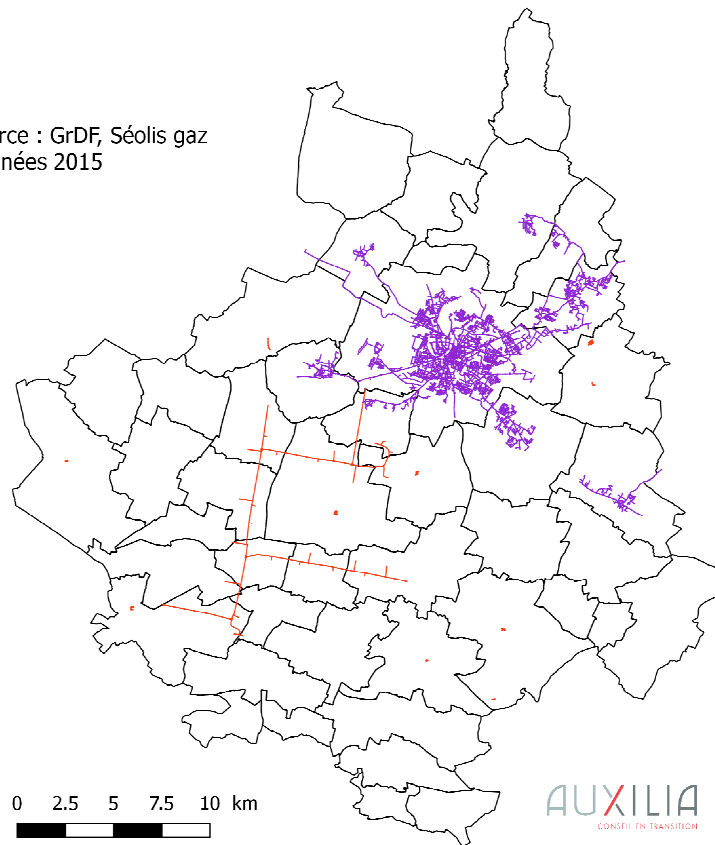 rce : GrDF, Séolis gaz
nées 2015
0 2.5 5 7.5 10 km
AUXILIA
CONSEIL EN TRANSITION